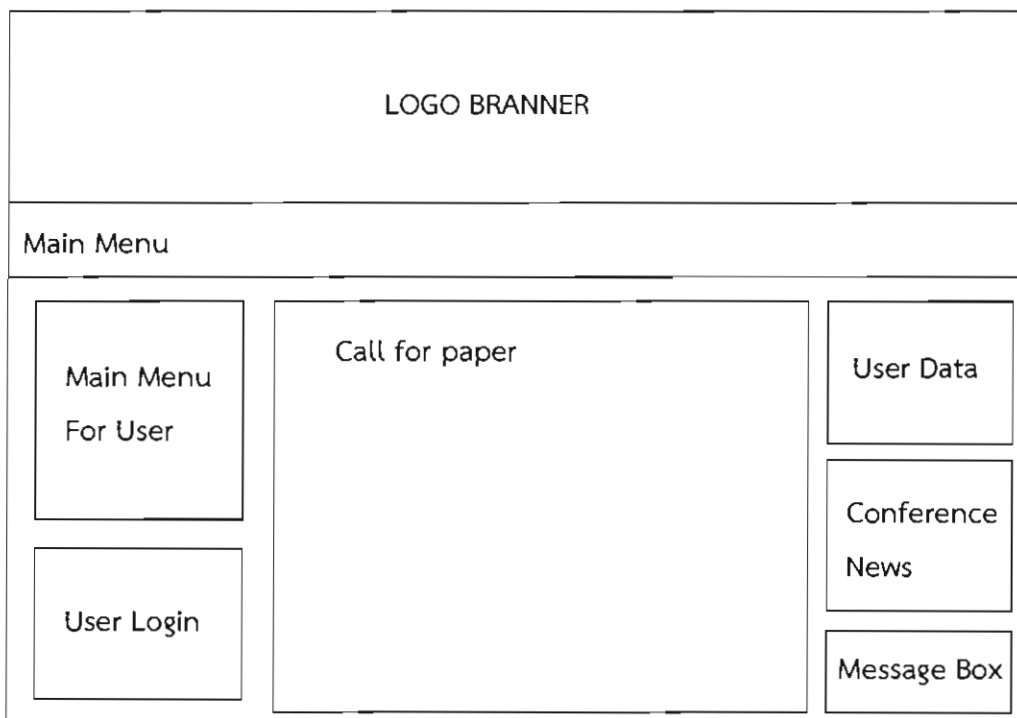 LOGO BRANNER
Main Menu
Main Menu
For User
User Login
Call for paper
User Data
Conference
News
Message Box